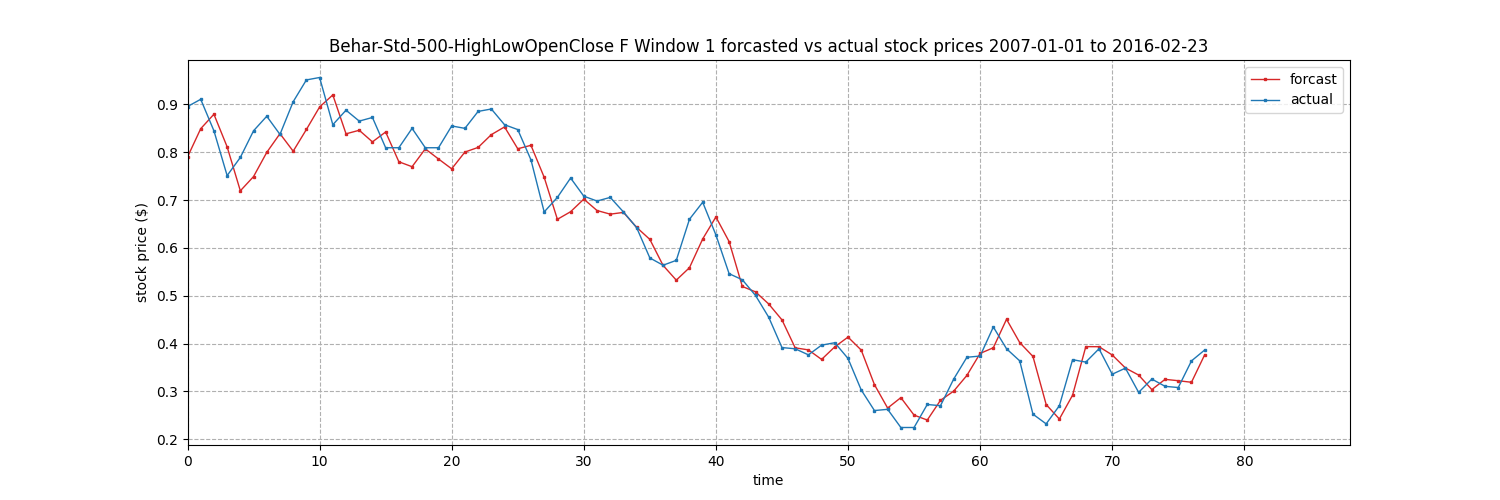 Behar-Std-500-HighLowOpenClose F Window 1 forcasted vs actual stock prices 2007-01-01 to 2016-02-23
forcast
actual
0.9
0.8
0.7
0.6
0.5
0.4
0.3
0.2
stock price ($)
0 10 20 30 40 50 60 70 80
time